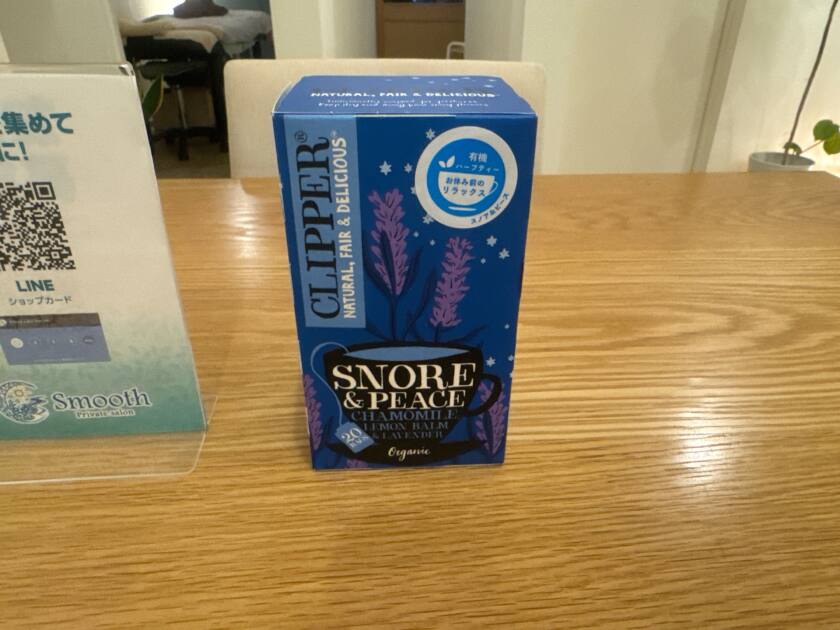 集めて
に!
LINE
ショップカード
Smooth
Private salon
NATURAL, FAIR & DELICIOUS
CLIPPER®
NATURAL, FAIR & DELICIOUS
有機
ハーブティー
お休み前の
リラックス
スノア&ピース
SNORE
& PEACE
CHAMOMILE
LEMON BALM
& LAVENDER
20
Organic